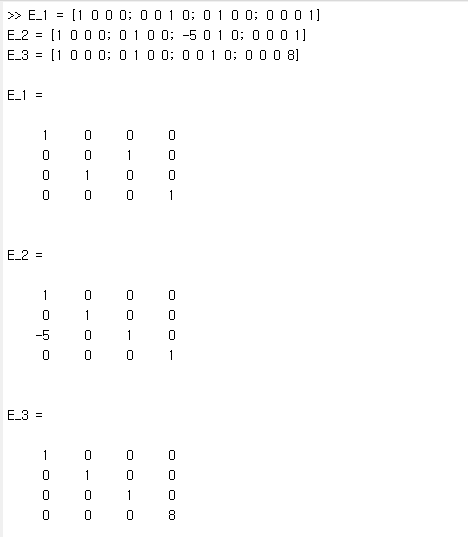 >> E_1 = [1 0 0 0; 0 0 1 0; 0 1 0 0; 0 0 0 1]
E_2 = [1 0 0 0; 0 1 0 0; -5 0 1 0; 0 0 0 1]
E_3 = [1 0 0 0; 0 1 0 0; 0 0 1 0; 0 0 0 8]
E_1 =
1 0 0 0
0 0 1 0
0 1 0 0
0 0 0 1
E_2 =
1 0 0 0
0 1 0 0
-5 0 1 0
0 0 0 1
E_3 =
1 0 0 0
0 1 0 0
0 0 1 0
0 0 0 8